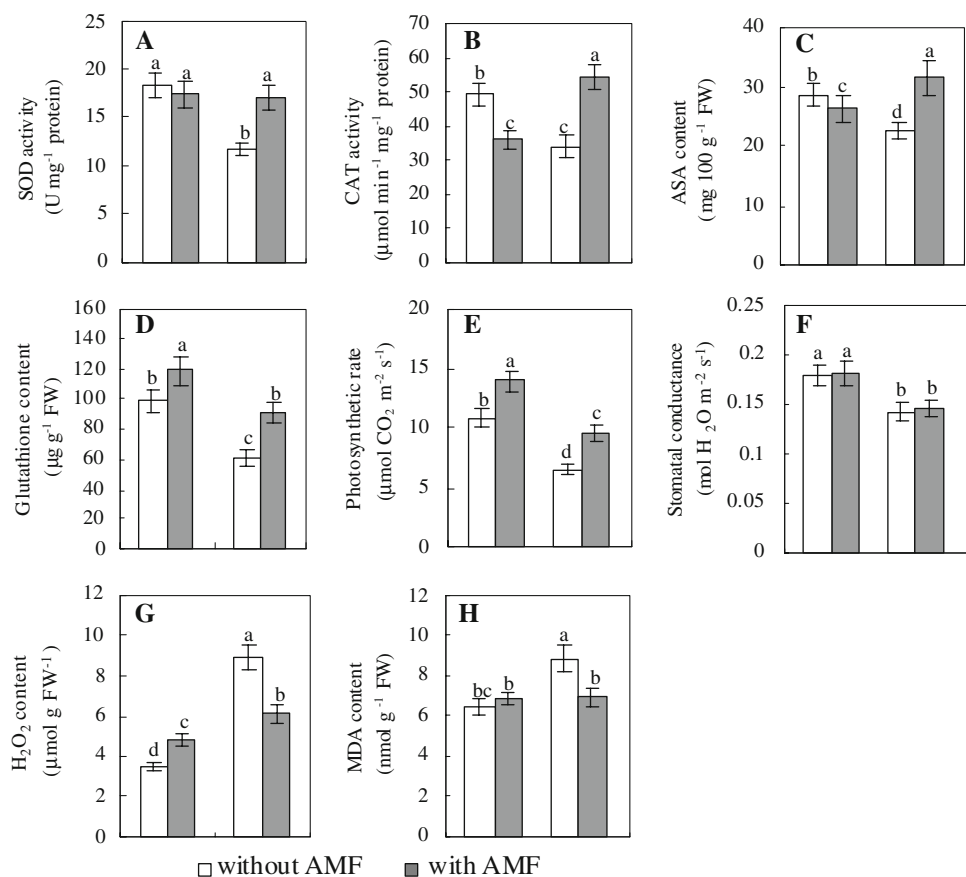 A
SOD activity
(U mg⁻¹ protein)
25
20
15
10
5
0
a
a
b
a
B
CAT activity
(µmol min⁻¹ mg⁻¹ protein)
70
60
50
40
30
20
10
0
b
c
c
a
C
ASA content
(mg 100 g⁻¹ FW)
40
30
20
10
0
b
c
d
a
D
Glutathione content
(µg g⁻¹ FW)
160
140
120
100
80
60
40
20
0
b
a
c
b
E
Photosynthetic rate
(µmol CO₂ m⁻² s⁻¹)
20
15
10
5
0
b
a
d
c
F
Stomatal conductance
(mol H₂O m⁻² s⁻¹)
0.25
0.2
0.15
0.1
0.05
0
a
a
b
b
G
H₂O₂ content
(µmol g FW⁻¹)
12
10
8
6
4
2
0
d
c
a
b
H
MDA content
(nmol g⁻¹ FW)
12
10
8
6
4
2
0
bc
b
a
b
without AMF
with AMF